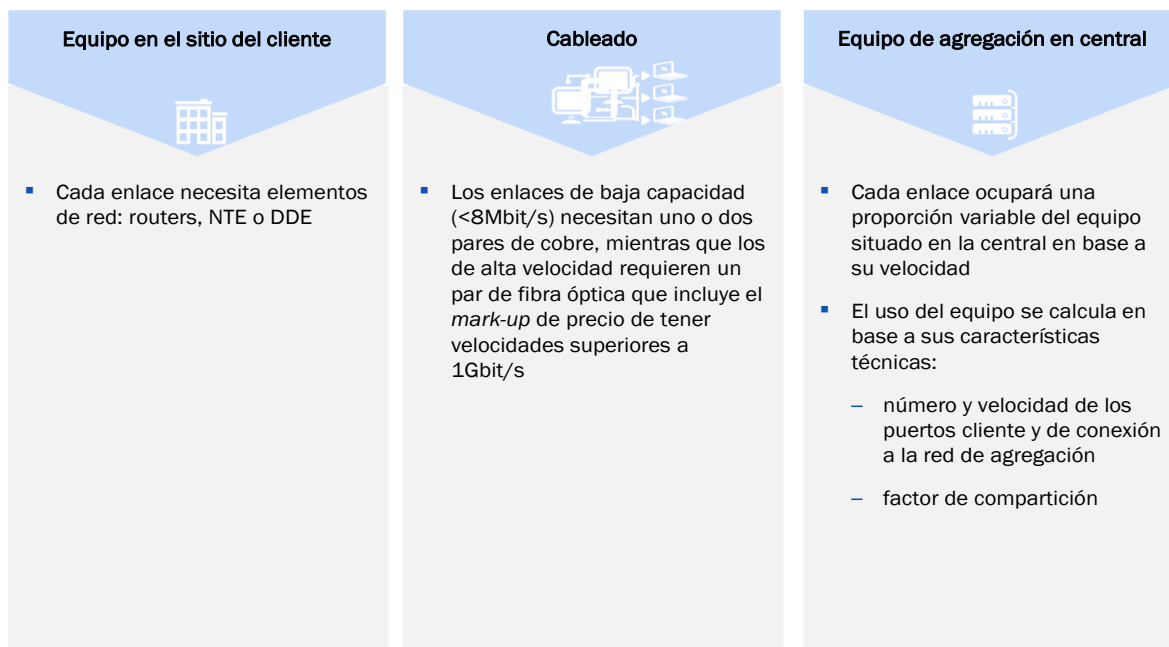 Equipo en el sitio del cliente
▪ Cada enlace necesita elementos
de red: routers, NTE o DDE
Cableado
▪ Los enlaces de baja capacidad
(<8Mbit/s) necesitan uno o dos
pares de cobre, mientras que los
de alta velocidad requieren un
par de fibra óptica que incluye el
mark-up de precio de tener
velocidades superiores a
1Gbit/s
Equipo de agregación en central
▪ Cada enlace ocupará una
proporción variable del equipo
situado en la central en base a
su velocidad
▪ El uso del equipo se calcula en
base a sus características
técnicas:
– número y velocidad de los
puertos cliente y de conexión
a la red de agregación
– factor de compartición